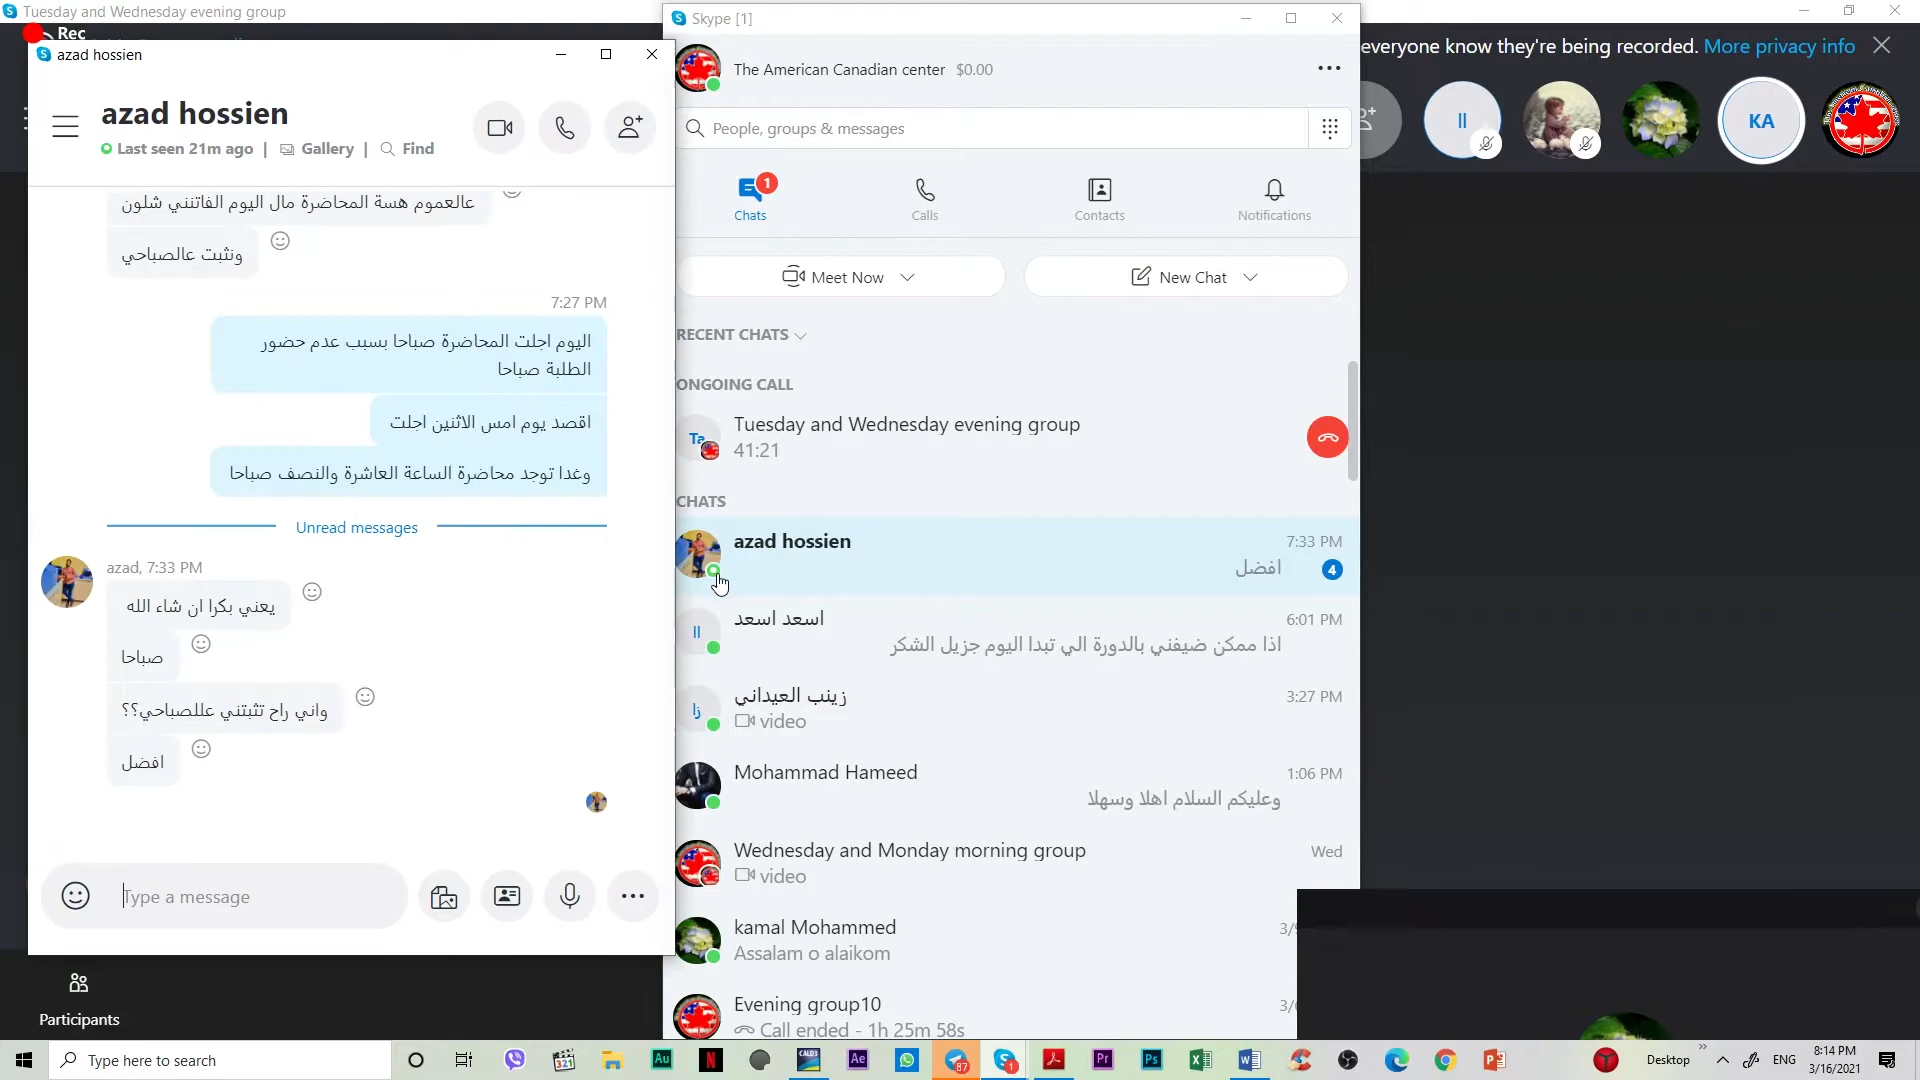 Tuesday and Wednesday evening group
Rec
azad hossien
azad hossien
Last seen 21m ago | Gallery | Find
عالعموم هسة المحاضرة مال اليوم الفاتنني شلون
ونثبت عالصباحي
7:27 PM
اليوم اجلت المحاضرة صباحا بسبب عدم حضور
الطلبة صباحا
اقصد يوم امس الاثنين اجلت
وغدا توجد محاضرة الساعة العاشرة والنصف صباحا
Unread messages
azad, 7:33 PM
يعني بكرا ان شاء الله
صباحا
واني راح تثبتني عللصباحي؟؟
افضل
Type a message
Participants
Skype [1]
The American Canadian center $0.00
People, groups & messages
Chats 1
Calls
Contacts
Notifications
Meet Now
New Chat
RECENT CHATS
ONGOING CALL
Tuesday and Wednesday evening group
41:21
CHATS
azad hossien 7:33 PM
افضل 4
اسعد اسعد 6:01 PM
اذا ممكن ضيفني بالدورة الي تبدا اليوم جزيل الشكر
زينب العيداني 3:27 PM
video
Mohammad Hameed 1:06 PM
وعليكم السلام اهلا وسهلا
Wednesday and Monday morning group Wed
video
kamal Mohammed
Assalam o alaikom
Evening group10
Call ended - 1h 25m 58s
everyone know they're being recorded. More privacy info
اا
KA
Type here to search
Desktop
ENG
8:14 PM
3/16/2021